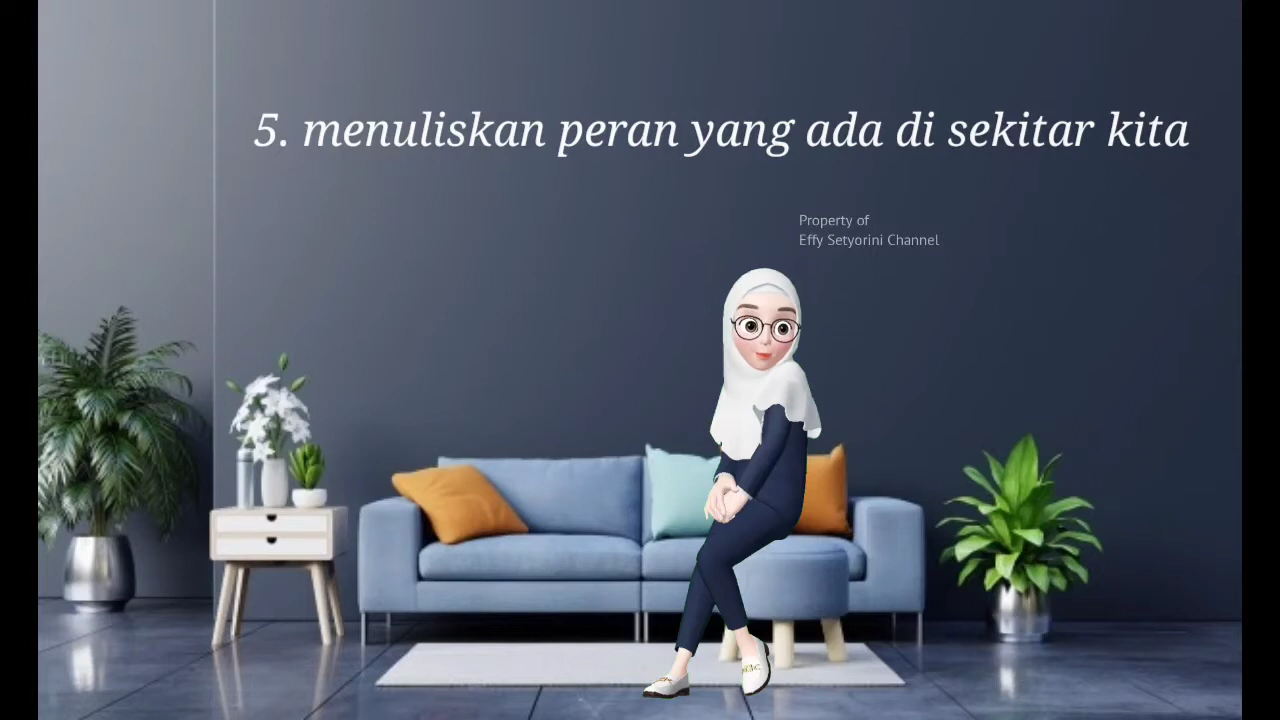 5. menuliskan peran yang ada di sekitar kita
Property of
Effy Setyorini Channel